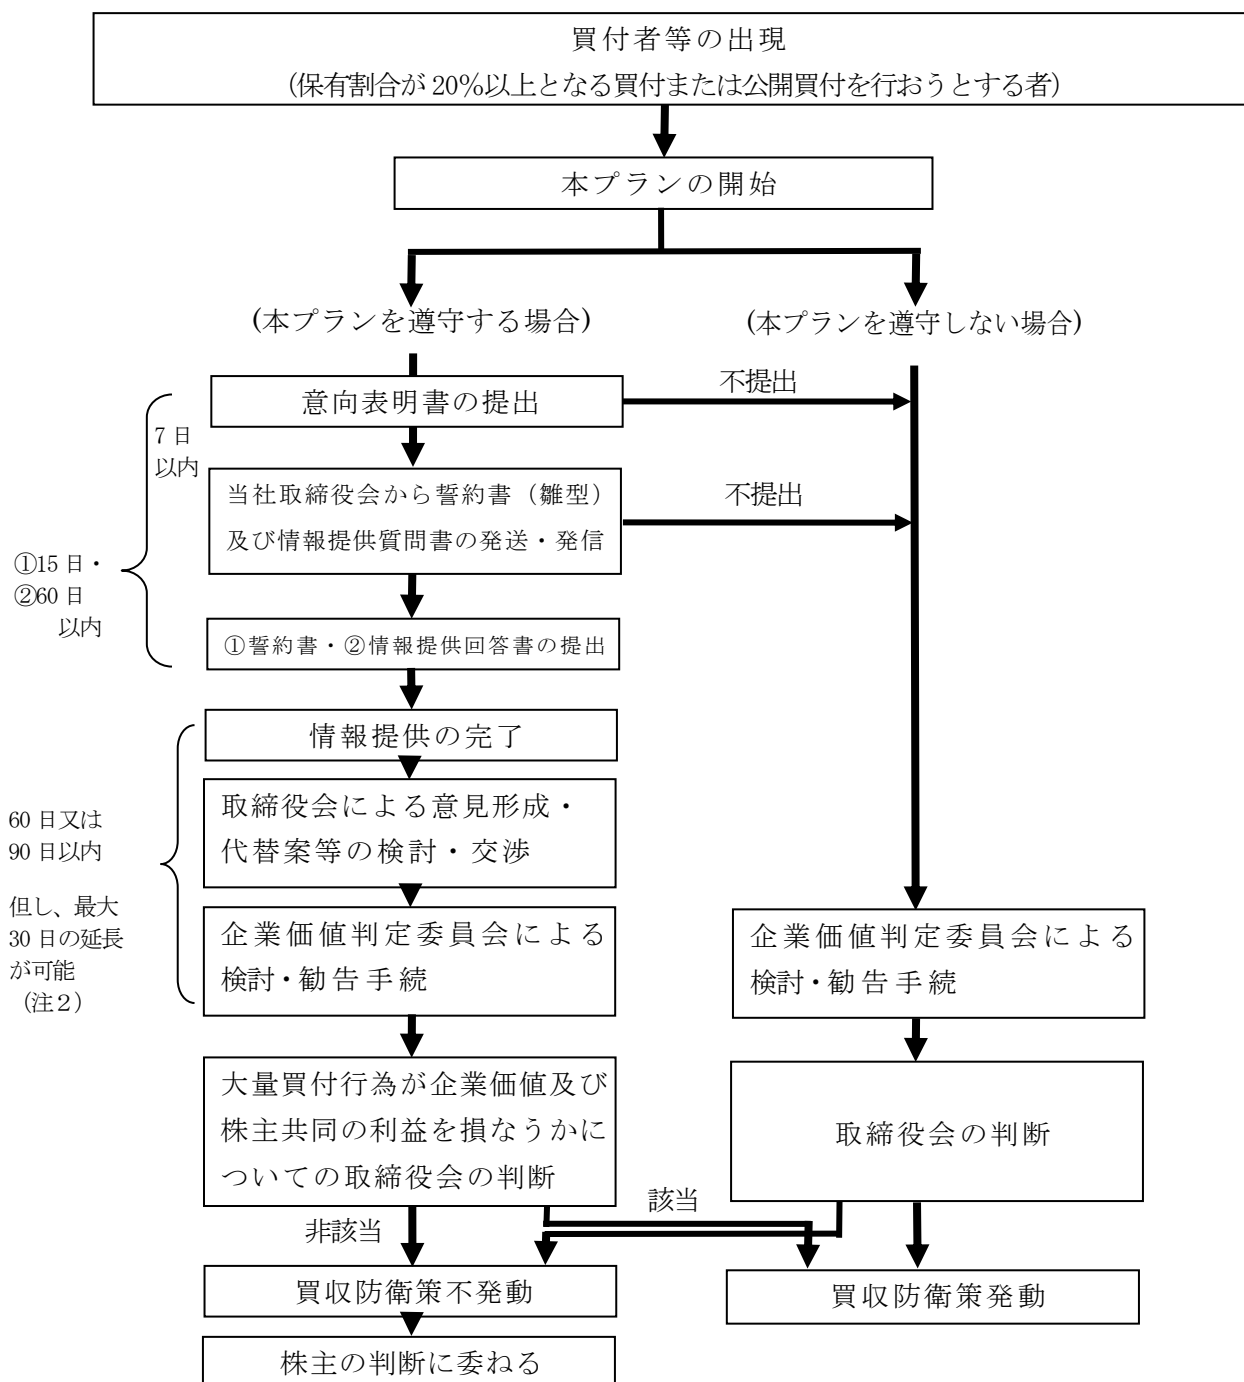 買付者等の出現
(保有割合が20%以上となる買付または公開買付を行おうとする者)
本プランの開始
(本プランを遵守する場合)
(本プランを遵守しない場合)
意向表明書の提出
不提出
7日
以内
当社取締役会から誓約書（雛型）
及び情報提供質問書の発送・発信
不提出
①15日・
②60日
以内
①誓約書・②情報提供回答書の提出
情報提供の完了
取締役会による意見形成・
代替案等の検討・交渉
60日又は
90日以内
但し、最大
30日の延長
が可能
（注２）
企業価値判定委員会による
検討・勧告手続
企業価値判定委員会による
検討・勧告手続
大量買付行為が企業価値及び
株主共同の利益を損なうかに
ついての取締役会の判断
取締役会の判断
該当
非該当
買収防衛策不発動
買収防衛策発動
株主の判断に委ねる